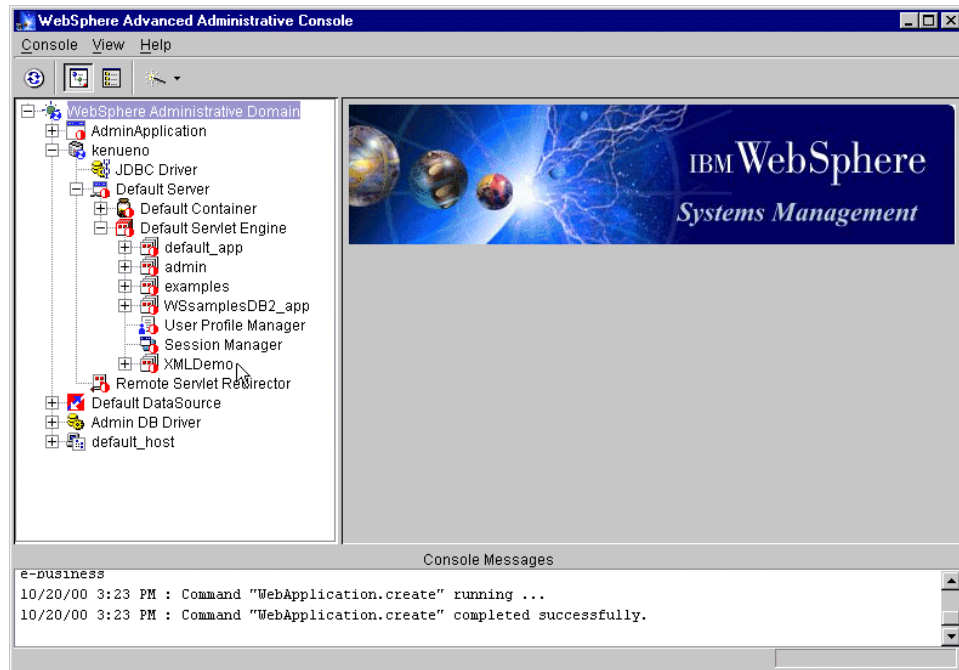 WebSphere Advanced Administrative Console
Console View Help
WebSphere Administrative Domain
AdminApplication
kenueno
JDBC Driver
Default Server
Default Container
Default Servlet Engine
default_app
admin
examples
WSsamplesDB2_app
User Profile Manager
Session Manager
XMLDemo
Remote Servlet Redirector
Default DataSource
Admin DB Driver
default_host
IBM WebSphere
Systems Management
Console Messages
e-business
10/20/00 3:23 PM : Command "WebApplication.create" running ...
10/20/00 3:23 PM : Command "WebApplication.create" completed successfully.